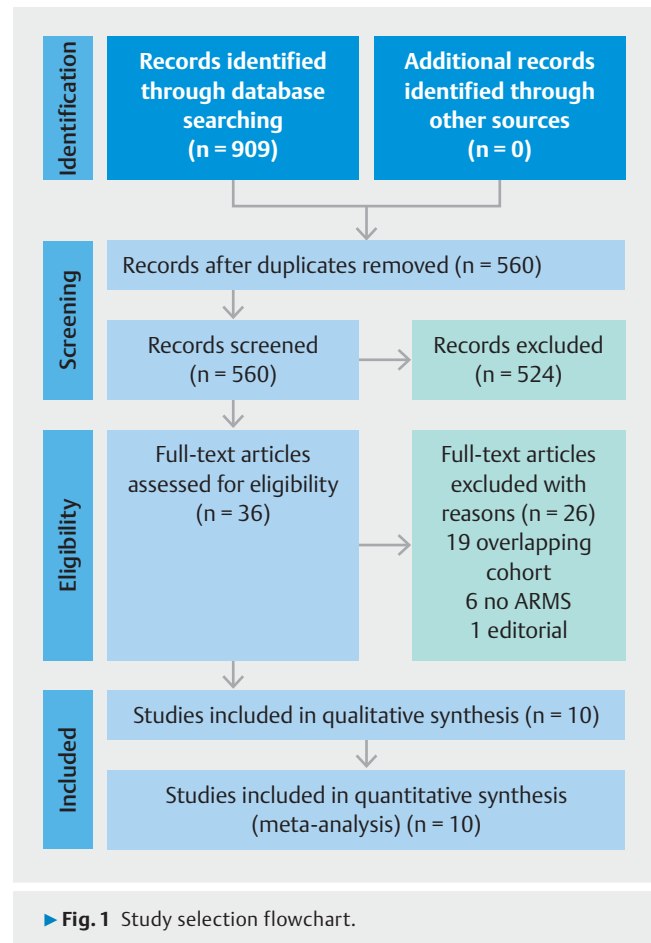 Identification
Records identified
through database
searching
(n = 909)
Additional records
identified through
other sources
(n = 0)
Screening
Records after duplicates removed (n = 560)
Records screened
(n = 560)
Records excluded
(n = 524)
Eligibility
Full-text articles
assessed for eligibility
(n = 36)
Full-text articles
excluded with
reasons (n = 26)
19 overlapping
cohort
6 no ARMS
1 editorial
Included
Studies included in qualitative synthesis (n = 10)
Studies included in quantitative synthesis
(meta-analysis) (n = 10)
▶ Fig. 1 Study selection flowchart.